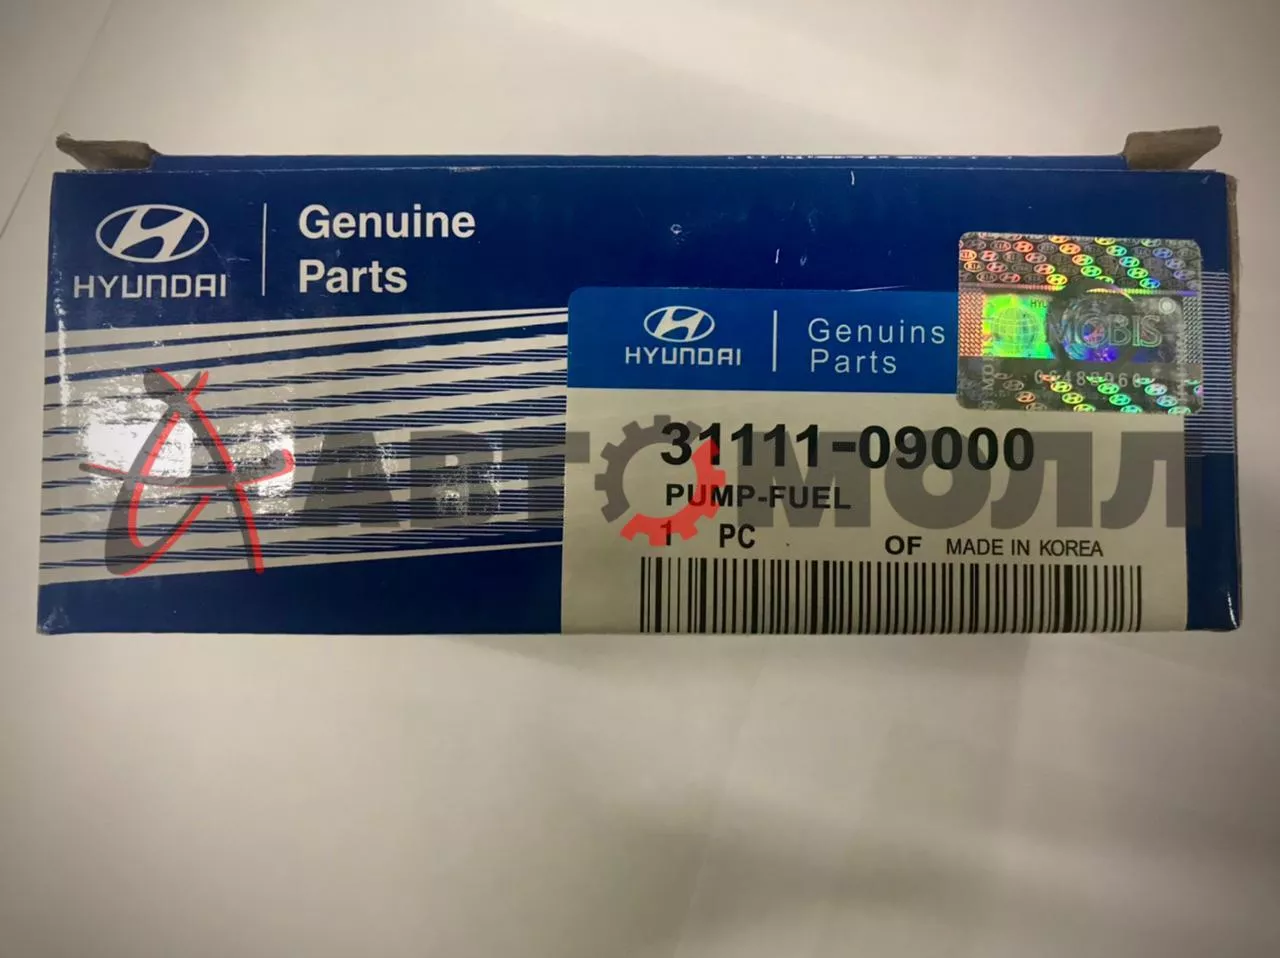 HYUNDAI
Genuine
Parts
HYUNDAI
Genuins
Parts
MOBIS
31111-09000
PUMP-FUEL
1 PC
OF MADE IN KOREA
АВТОМОЛЛ